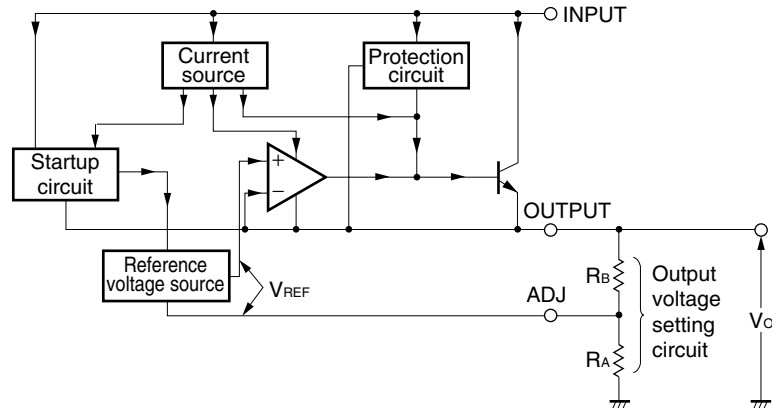 INPUT
Current
source
Protection
circuit
Startup
circuit
+
−
OUTPUT
Reference
voltage source
VREF
ADJ
RB
RA
Output
voltage
setting
circuit
VO